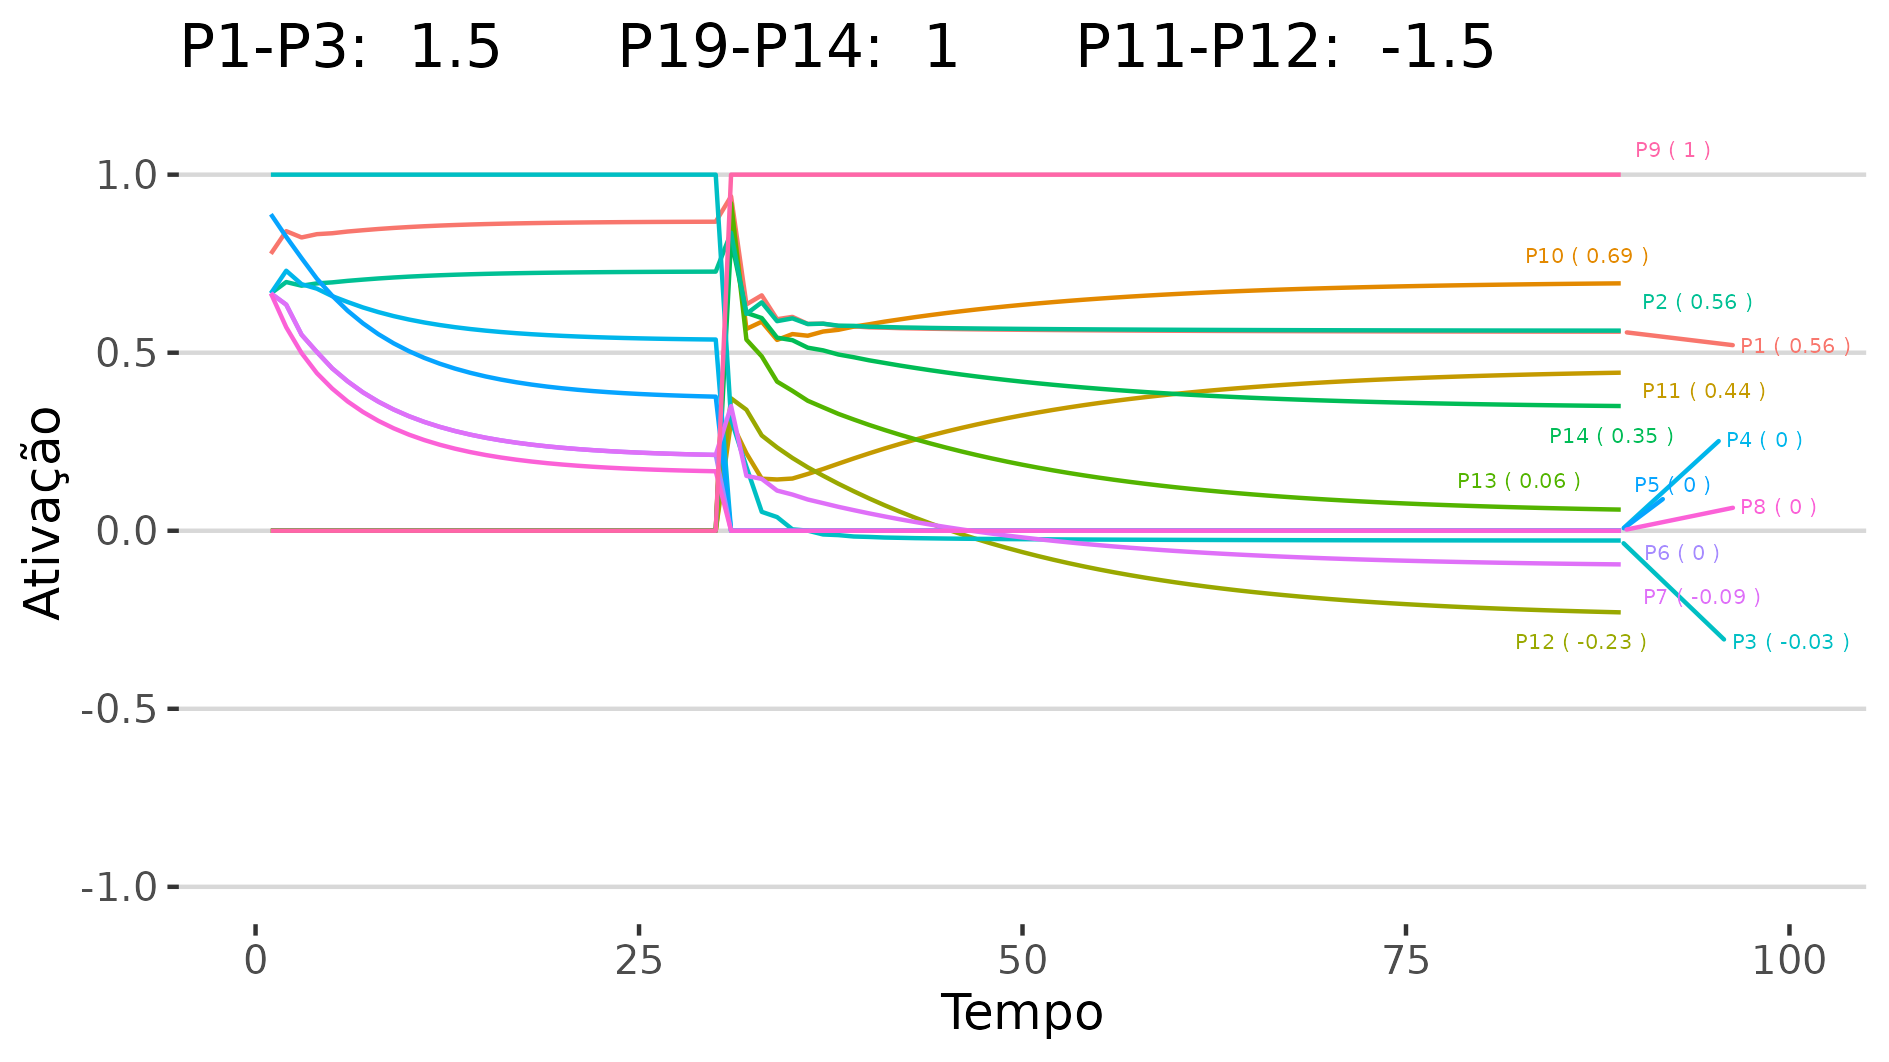 P1-P3:  1.5     P19-P14:  1     P11-P12:  -1.5
P9 ( 1 )
1.0
P10 ( 0.69 )
P2 ( 0.56 )
P1 ( 0.56 )
0.5
P11 ( 0.44 )
P14 ( 0.35 )
P4 ( 0 )
P13 ( 0.06 )
P5 ( 0 )
P8 ( 0 )
0.0
P6 ( 0 )
P7 ( -0.09 )
P12 ( -0.23 )
P3 ( -0.03 )
-0.5
-1.0
Ativação
0 25 50 75 100
Tempo